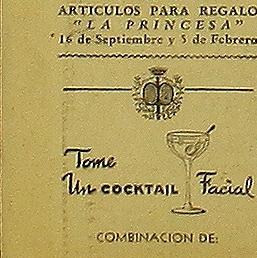 ARTICULOS PARA REGALO
"LA PRINCESA"
16 de Septiembre y 5 de Febrero
Tome
Un COCKTAIL Facial
COMBINACION DE: